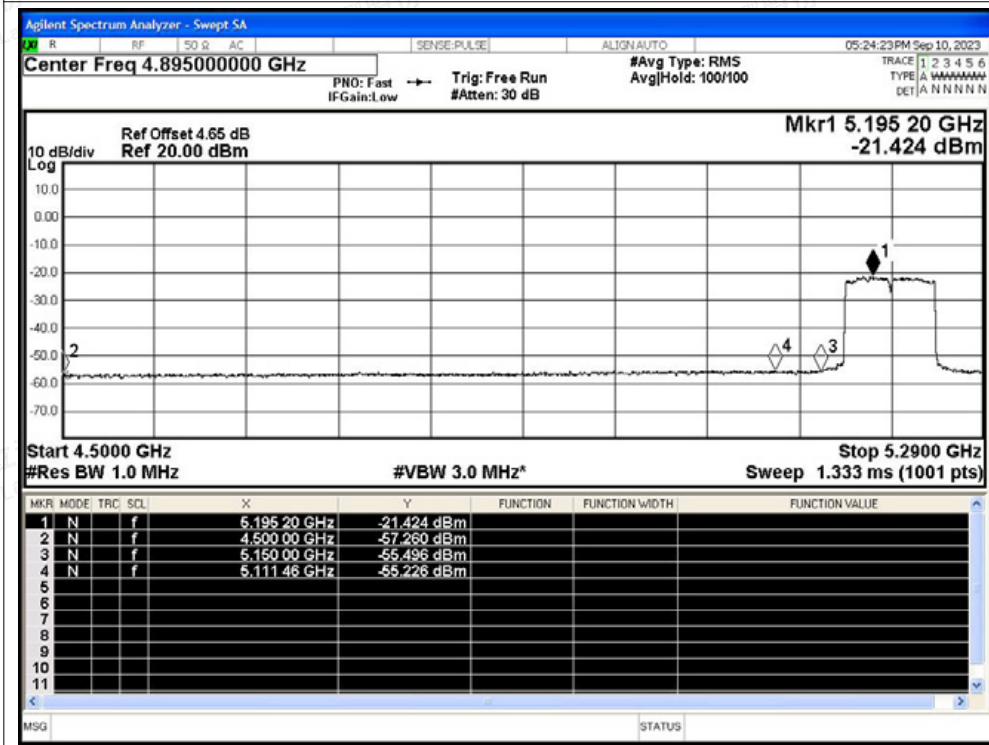 Agilent Spectrum Analyzer - Swept SA
LXI R RF 50 Ω AC SENSE:PULSE ALIGN AUTO 05:24:23 PM Sep 10, 2023
Center Freq 4.895000000 GHz
PNO: Fast
IFGain:Low
Trig: Free Run
#Atten: 30 dB
#Avg Type: RMS
Avg|Hold: 100/100
TRACE 1 2 3 4 5 6
TYPE A WWWWWW
DET A N N N N N
Ref Offset 4.65 dB
10 dB/div Ref 20.00 dBm
Log
Mkr1 5.195 20 GHz
-21.424 dBm
10.0
0.00
-10.0
-20.0
-30.0
-40.0
-50.0
-60.0
-70.0
1
2
4
3
Start 4.5000 GHz Stop 5.2900 GHz
#Res BW 1.0 MHz #VBW 3.0 MHz* Sweep 1.333 ms (1001 pts)
MKR MODE TRC SCL X Y FUNCTION FUNCTION WIDTH FUNCTION VALUE
1 N f 5.195 20 GHz -21.424 dBm
2 N f 4.500 00 GHz -57.260 dBm
3 N f 5.150 00 GHz -55.496 dBm
4 N f 5.111 46 GHz -55.226 dBm
5
6
7
8
9
10
11
MSG STATUS